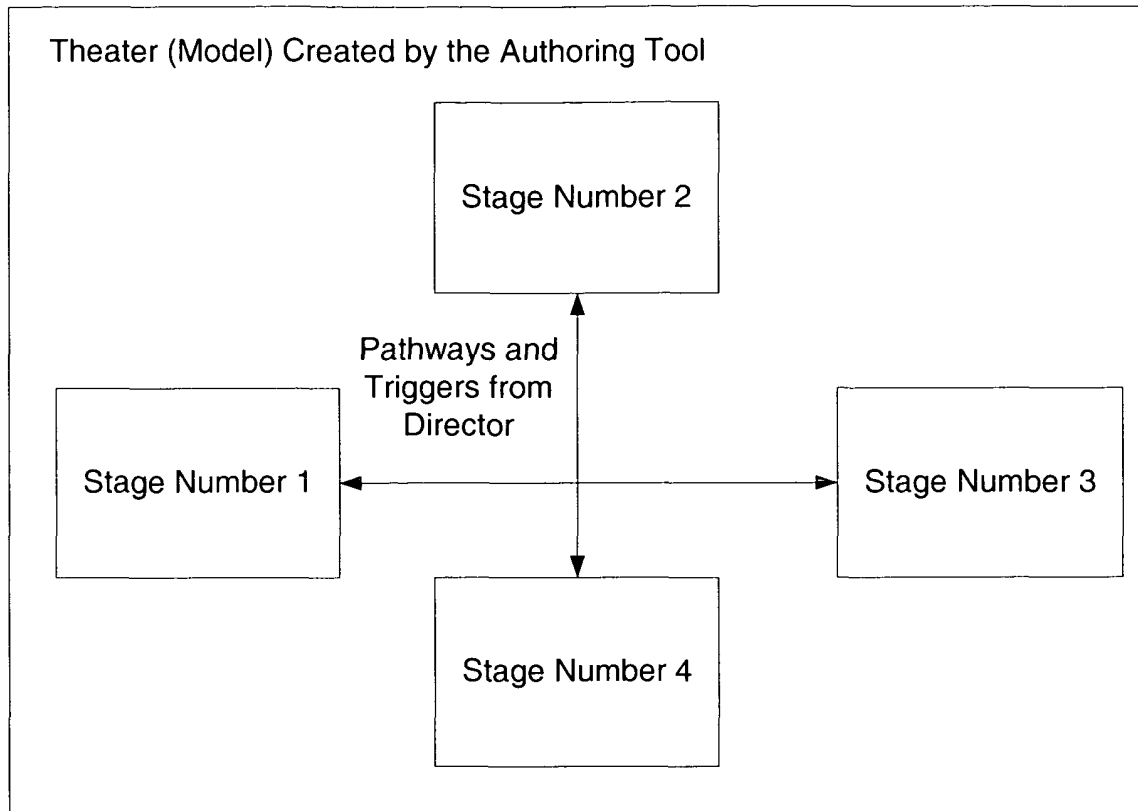 Theater (Model) Created by the Authoring Tool
Stage Number 2
Pathways and
Triggers from
Director
Stage Number 1
Stage Number 3
Stage Number 4